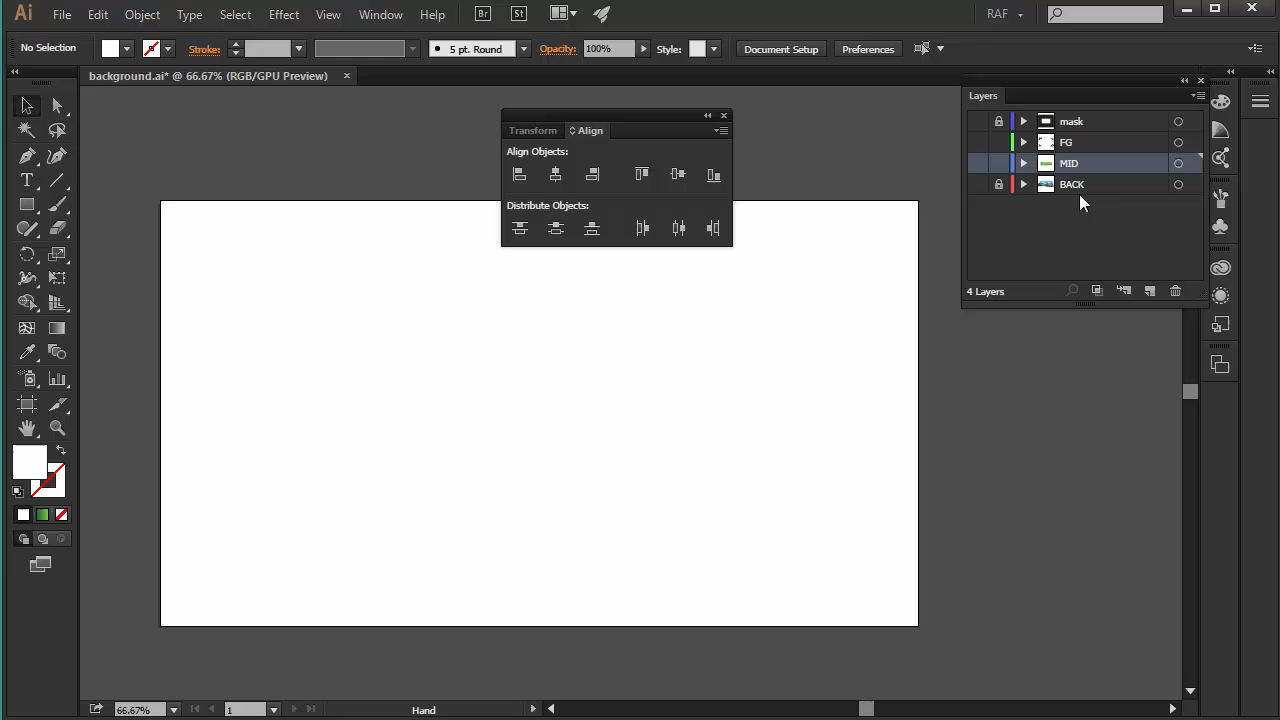 Ai File Edit Object Type Select Effect View Window Help Br St RAF
No Selection Stroke: 5 pt. Round Opacity: 100% Style: Document Setup Preferences
background.ai* @ 66.67% (RGB/GPU Preview)
Layers
mask
FG
MID
BACK
4 Layers
Transform Align
Align Objects:
Distribute Objects:
66.67% 1 Hand